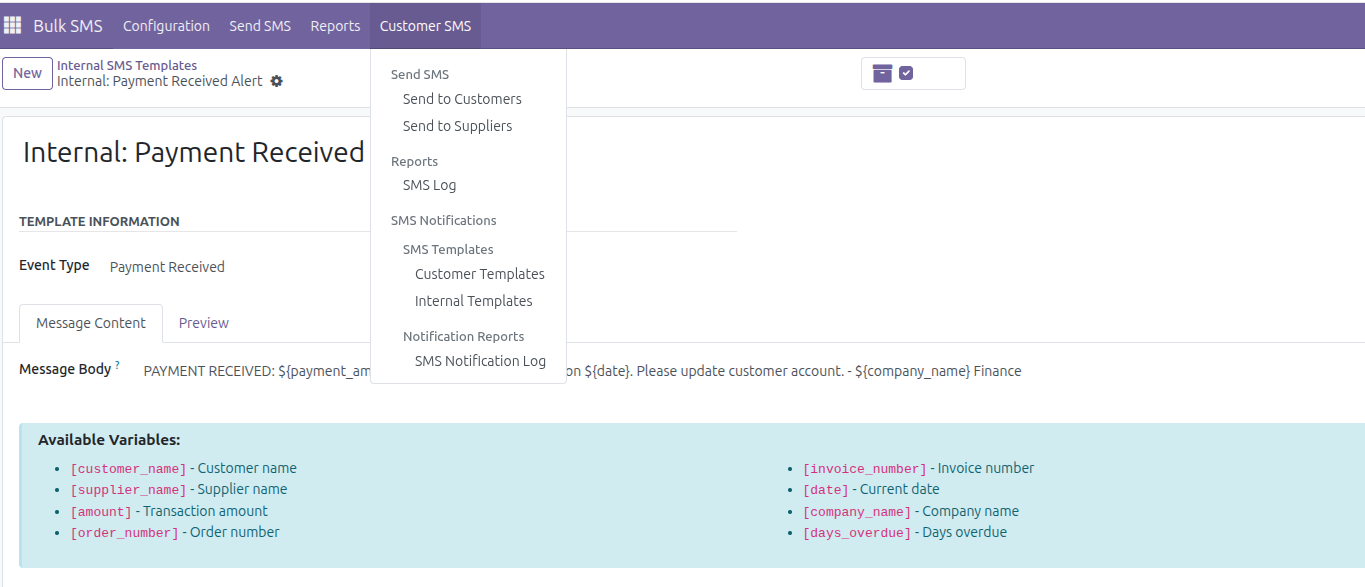 Bulk SMS Configuration Send SMS Reports Customer SMS
New
Internal SMS Templates
Internal: Payment Received Alert
Send SMS
Send to Customers
Send to Suppliers
Reports
SMS Log
SMS Notifications
SMS Templates
Customer Templates
Internal Templates
Notification Reports
SMS Notification Log
Internal: Payment Received
TEMPLATE INFORMATION
Event Type Payment Received
Message Content Preview
Message Body ? PAYMENT RECEIVED: ${payment_am on ${date}. Please update customer account. - ${company_name} Finance
Available Variables:
• [customer_name] - Customer name
• [supplier_name] - Supplier name
• [amount] - Transaction amount
• [order_number] - Order number
• [invoice_number] - Invoice number
• [date] - Current date
• [company_name] - Company name
• [days_overdue] - Days overdue